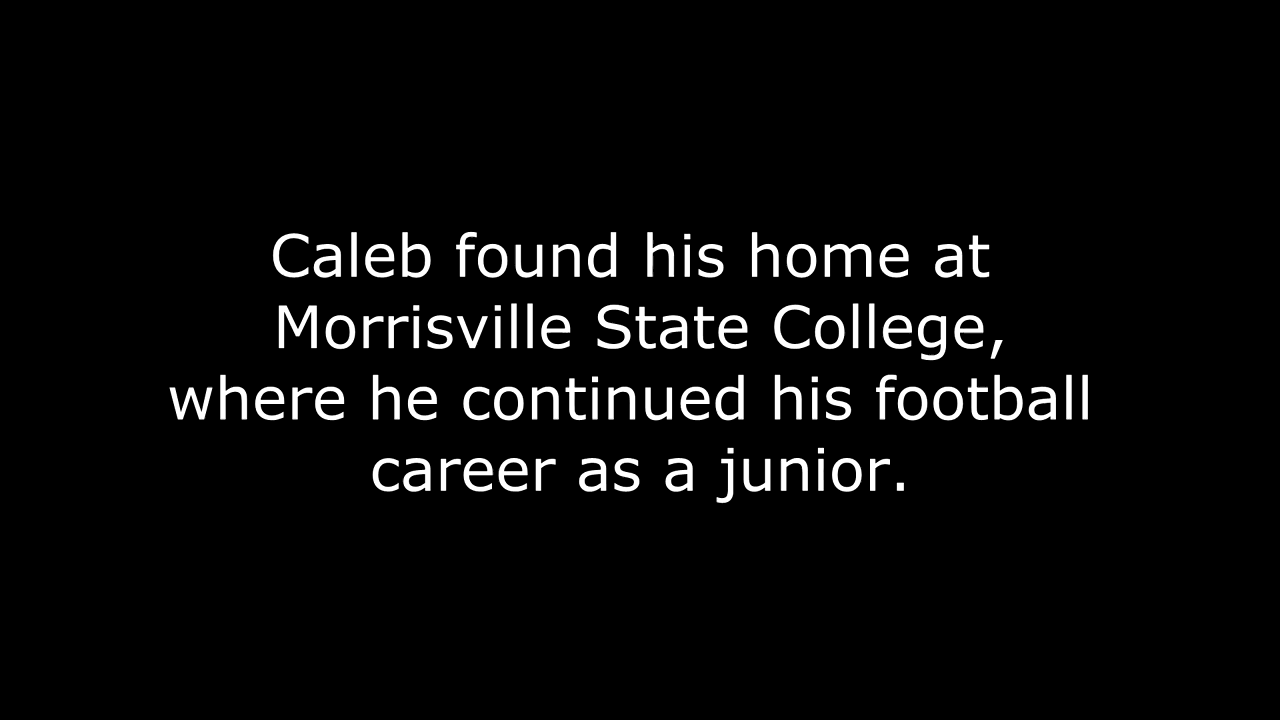 Caleb found his home at
Morrisville State College,
where he continued his football
career as a junior.